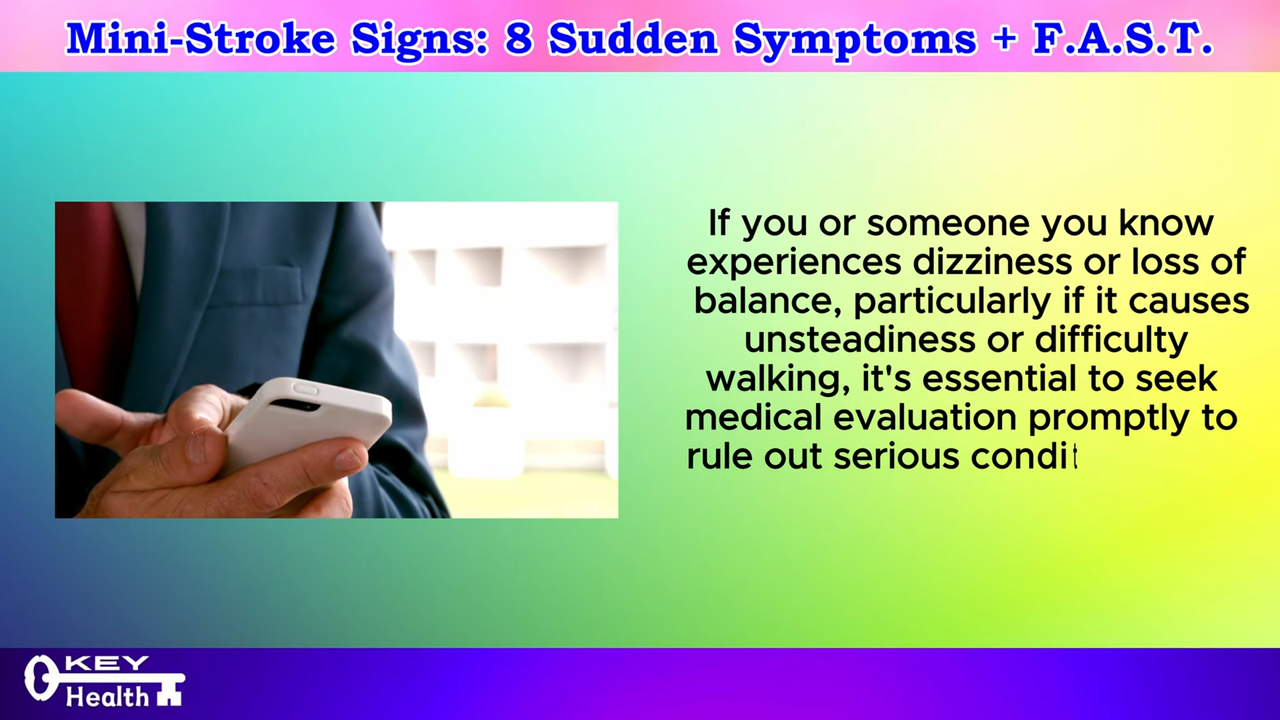 Mini-Stroke Signs: 8 Sudden Symptoms + F.A.S.T.
If you or someone you know
experiences dizziness or loss of
balance, particularly if it causes
unsteadiness or difficulty
walking, it's essential to seek
medical evaluation promptly to
rule out serious condit
KEY
Health